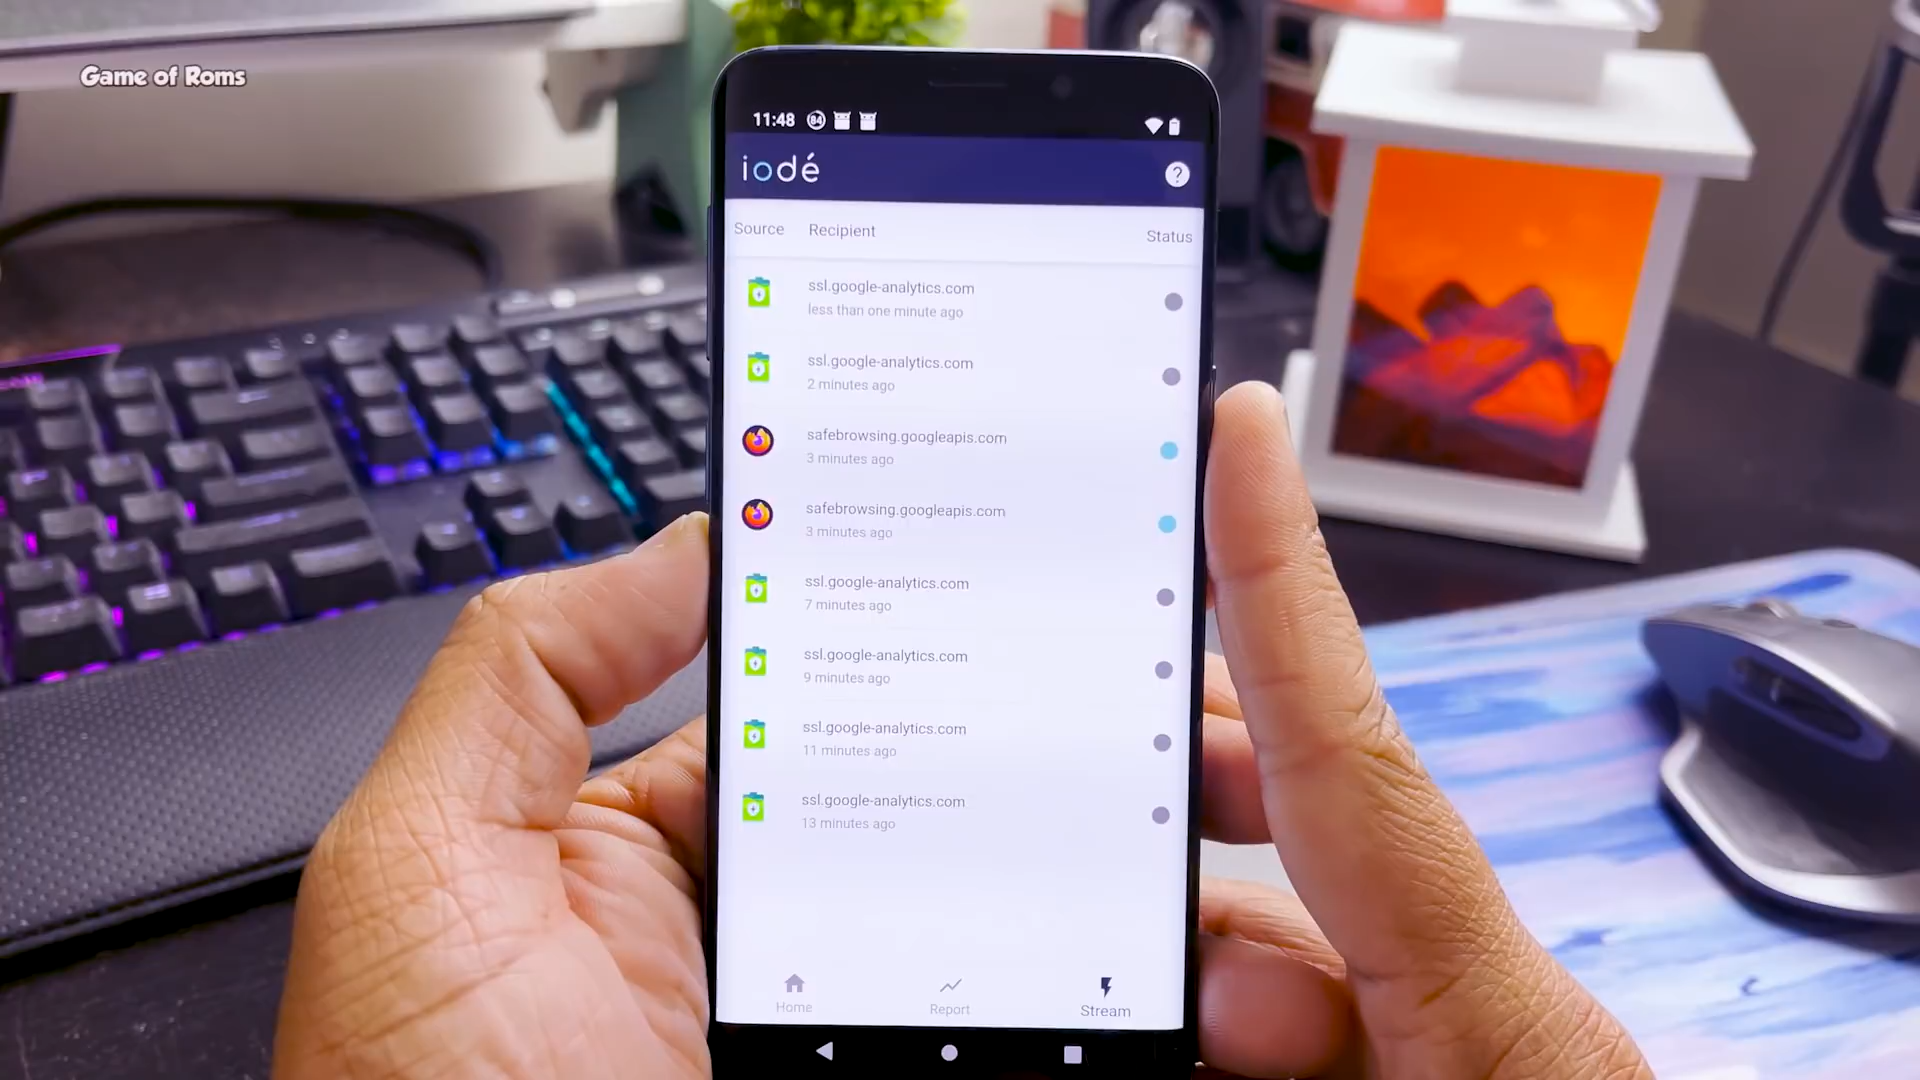 Game of Roms
11:48 84
iodé ?
Source Recipient Status
ssl.google-analytics.com
less than one minute ago
ssl.google-analytics.com
2 minutes ago
safebrowsing.googleapis.com
3 minutes ago
safebrowsing.googleapis.com
3 minutes ago
ssl.google-analytics.com
7 minutes ago
ssl.google-analytics.com
9 minutes ago
ssl.google-analytics.com
11 minutes ago
ssl.google-analytics.com
13 minutes ago
Home Report Stream